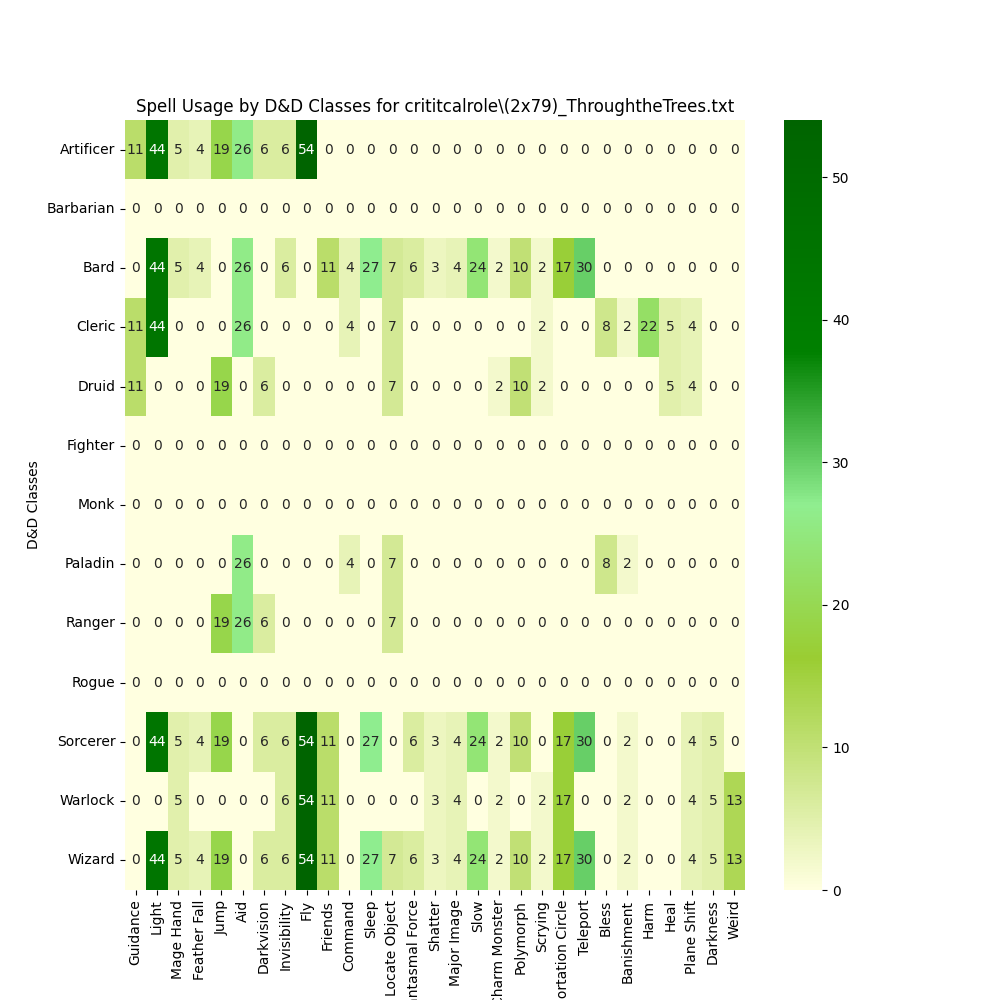 Spell Usage by D&D Classes for crititcalrole\(2x79)_ThroughtheTrees.txt
D&D Classes
Artificer 11 44 5 4 19 26 6 6 54 0 0 0 0 0 0 0 0 0 0 0 0 0 0 0 0 0 0 0 0
Barbarian 0 0 0 0 0 0 0 0 0 0 0 0 0 0 0 0 0 0 0 0 0 0 0 0 0 0 0 0 0
Bard 0 44 5 4 0 26 0 6 0 11 4 27 7 6 3 4 24 2 10 2 17 30 0 0 0 0 0 0 0
Cleric 11 44 0 0 0 26 0 0 0 0 4 0 7 0 0 0 0 0 0 2 0 0 8 2 22 5 4 0 0
Druid 11 0 0 0 19 0 6 0 0 0 0 0 7 0 0 0 0 2 10 2 0 0 0 0 0 5 4 0 0
Fighter 0 0 0 0 0 0 0 0 0 0 0 0 0 0 0 0 0 0 0 0 0 0 0 0 0 0 0 0 0
Monk 0 0 0 0 0 0 0 0 0 0 0 0 0 0 0 0 0 0 0 0 0 0 0 0 0 0 0 0 0
Paladin 0 0 0 0 0 26 0 0 0 0 4 0 7 0 0 0 0 0 0 0 0 0 8 2 0 0 0 0 0
Ranger 0 0 0 0 19 26 6 0 0 0 0 0 7 0 0 0 0 0 0 0 0 0 0 0 0 0 0 0 0
Rogue 0 0 0 0 0 0 0 0 0 0 0 0 0 0 0 0 0 0 0 0 0 0 0 0 0 0 0 0 0
Sorcerer 0 44 5 4 19 0 6 6 54 11 0 27 0 6 3 4 24 0 10 0 17 30 0 2 0 0 4 5 0
Warlock 0 0 5 0 0 0 0 6 54 11 0 0 0 0 3 4 0 2 0 2 17 0 0 2 0 0 4 5 13
Wizard 0 44 5 4 19 0 6 6 54 11 0 27 7 6 3 4 24 2 10 2 17 30 0 2 0 0 4 5 13
Guidance
Light
Mage Hand
Feather Fall
Jump
Aid
Darkvision
Invisibility
Fly
Friends
Command
Sleep
Locate Object
antasmal Force
Shatter
Major Image
Slow
Charm Monster
Polymorph
Scrying
ortation Circle
Teleport
Bless
Banishment
Harm
Heal
Plane Shift
Darkness
Weird
50
40
30
20
10
0